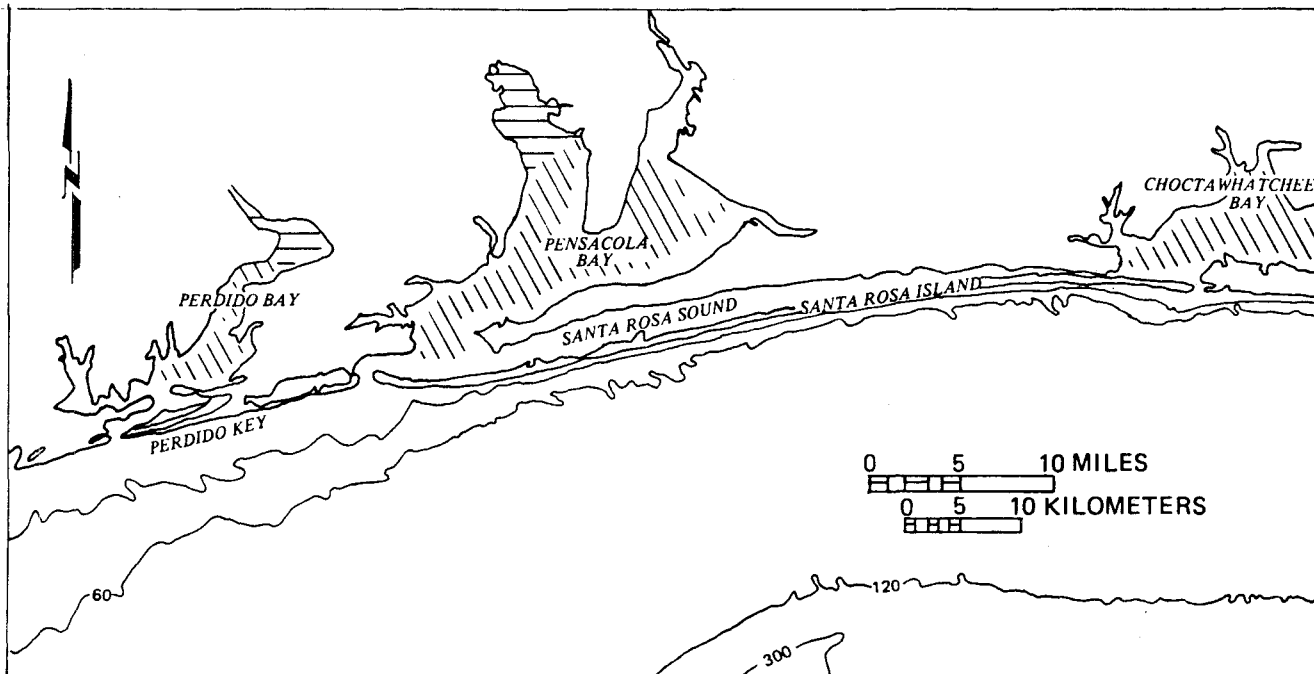 N
CHOCTAWHATCHEE
BAY
PENSACOLA
BAY
PERDIDO BAY
SANTA ROSA SOUND
SANTA ROSA ISLAND
PERDIDO KEY
0 5 10 MILES
0 5 10 KILOMETERS
60
120
300